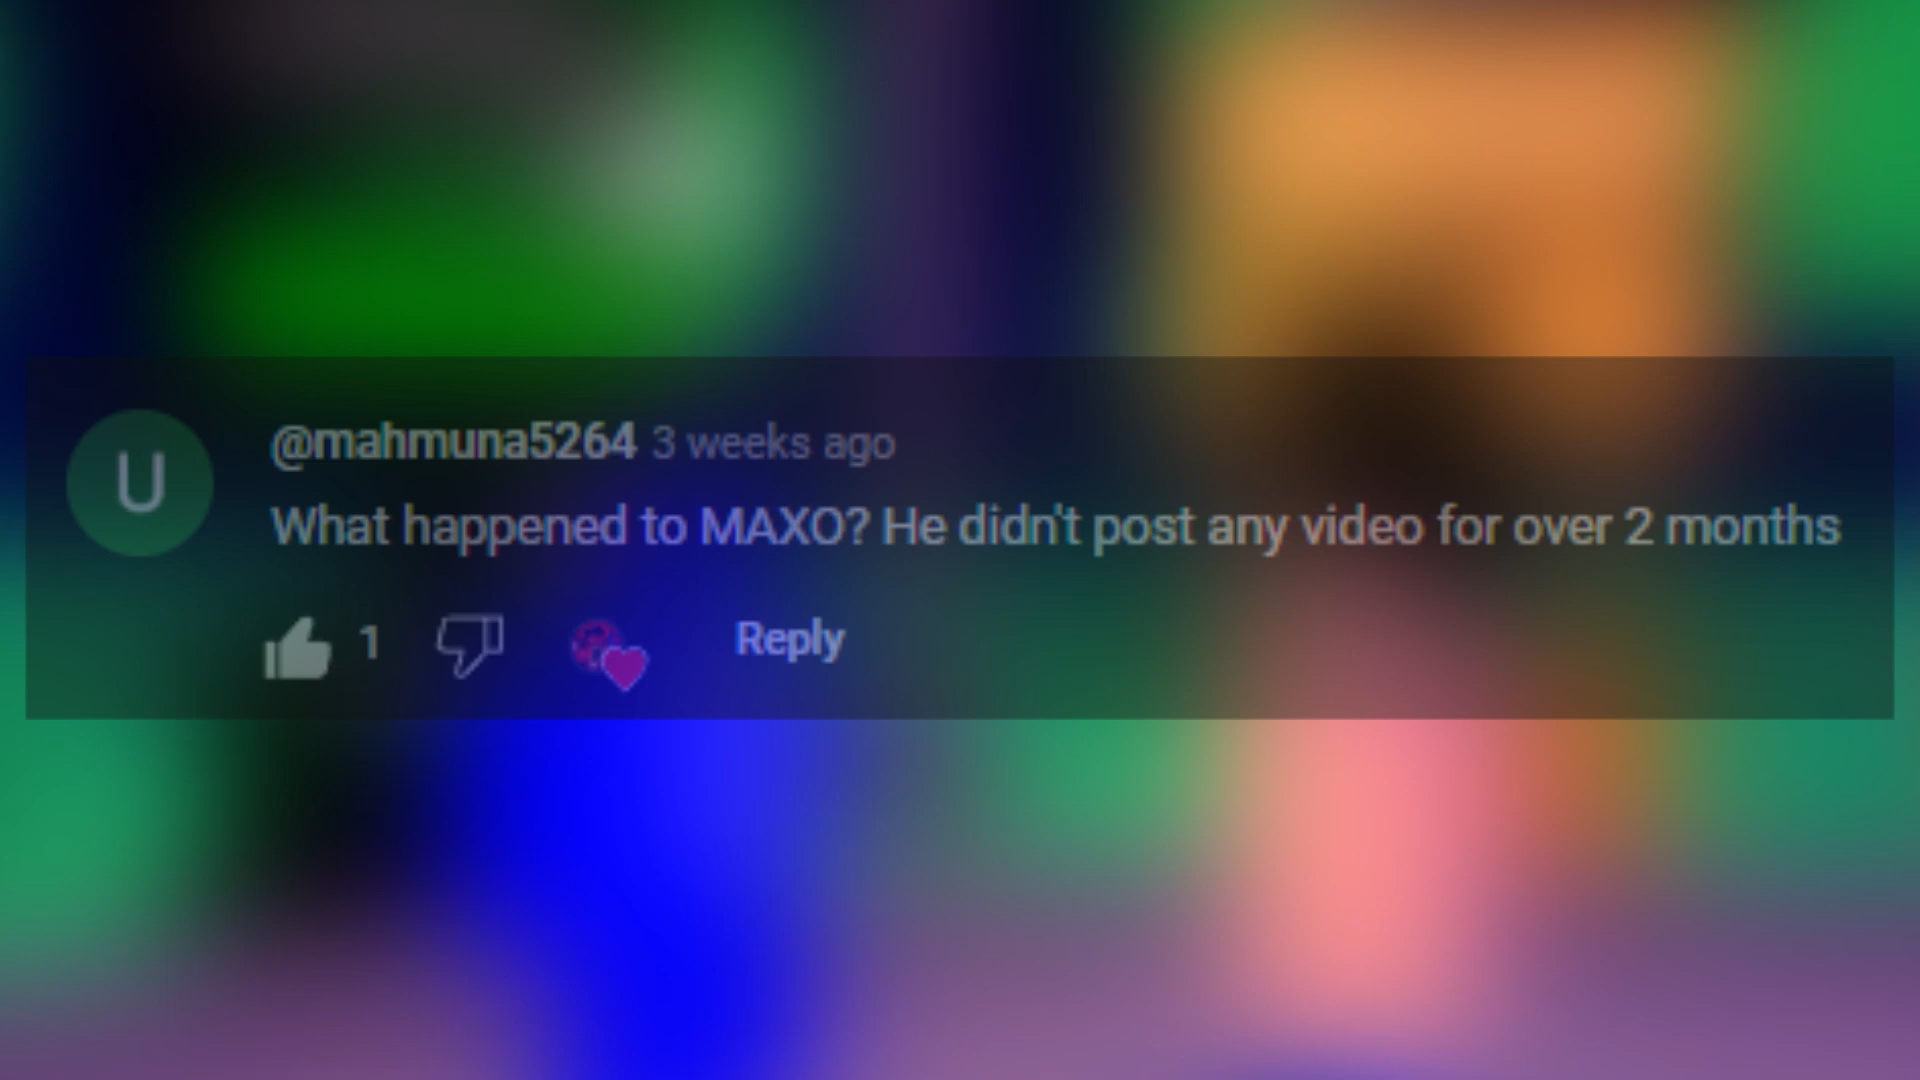 U
@mahmuna5264 3 weeks ago
What happened to MAXO? He didn't post any video for over 2 months
1
Reply